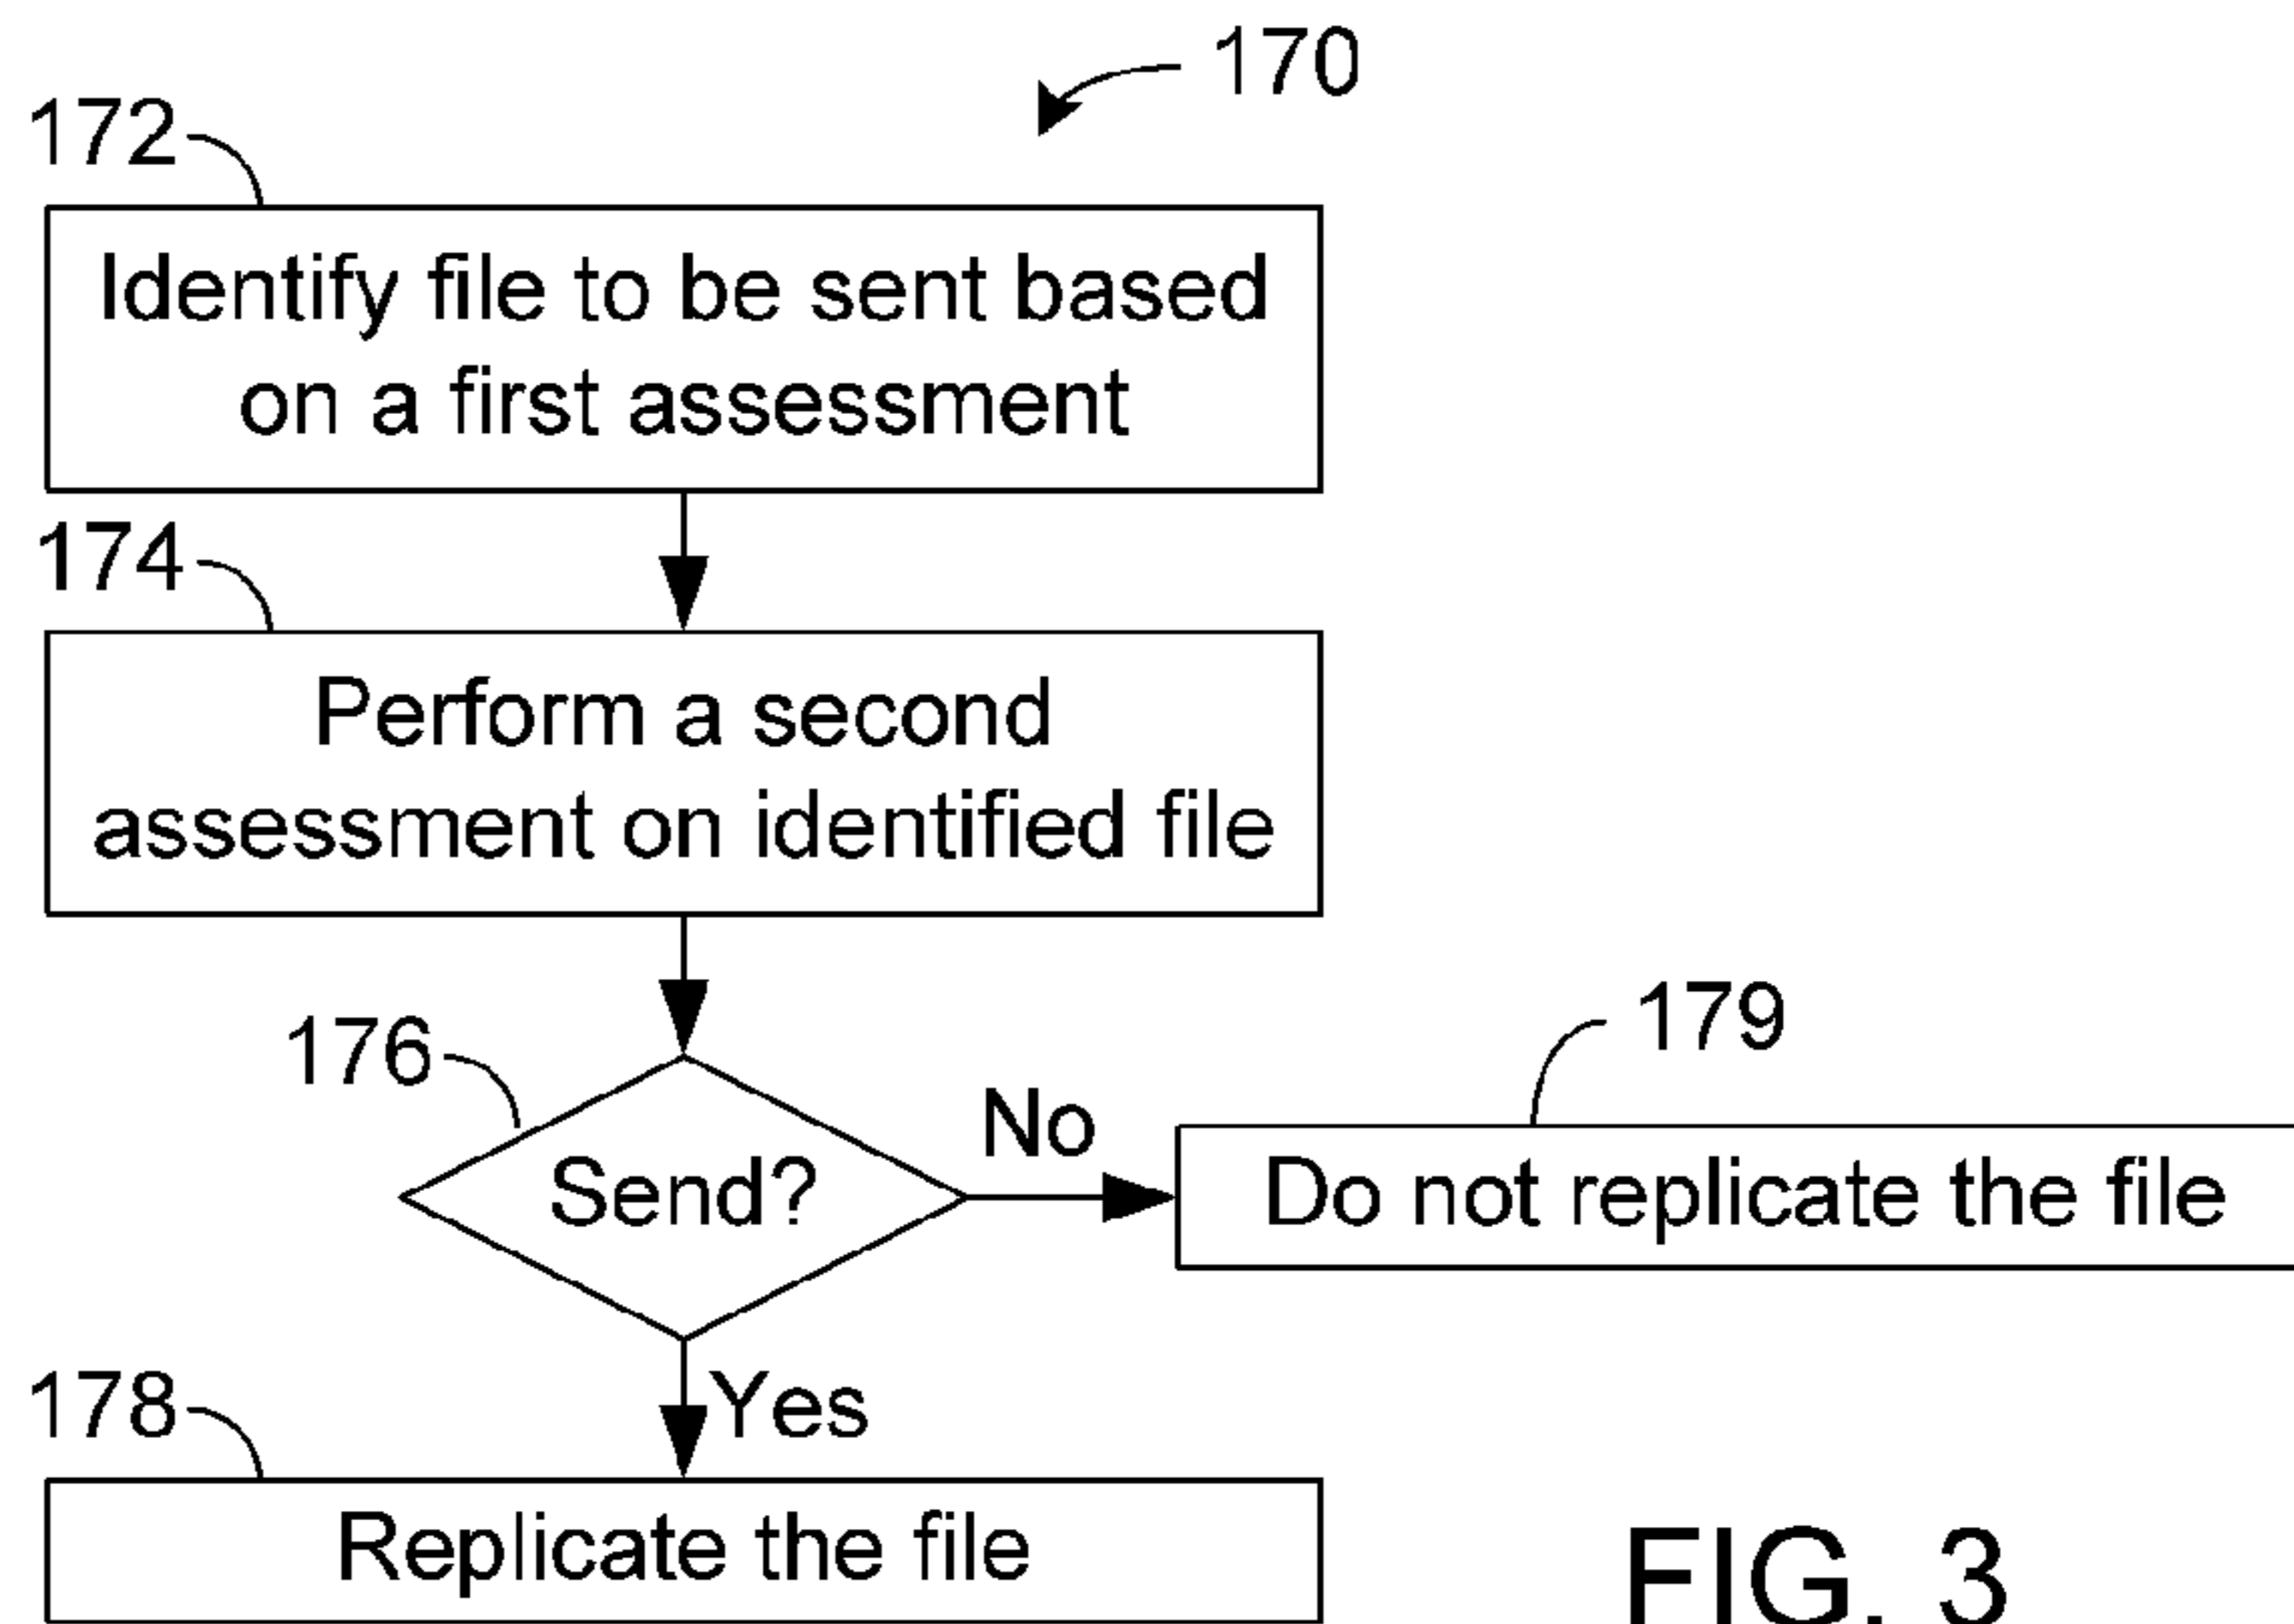 170
172
Identify file to be sent based
on a first assessment
174
Perform a second
assessment on identified file
176
Send?
No
179
Do not replicate the file
Yes
178
Replicate the file
FIG. 3